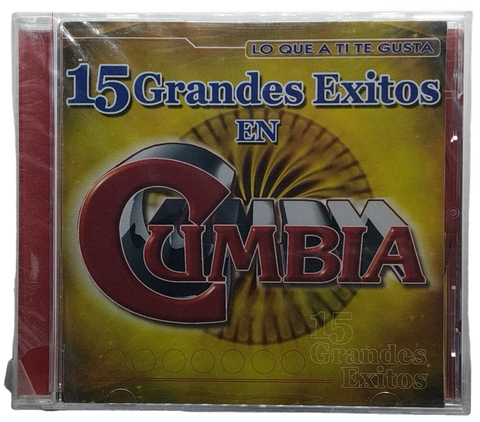 LO QUE A TI TE GUSTA
15 Grandes Exitos
EN
CUMBIA
15
Grandes
Exitos